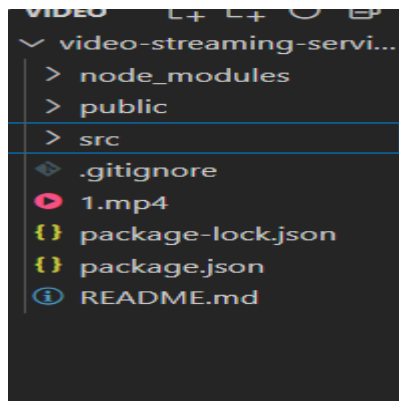 VIDEO
video-streaming-servi...
node_modules
public
src
.gitignore
1.mp4
package-lock.json
package.json
README.md